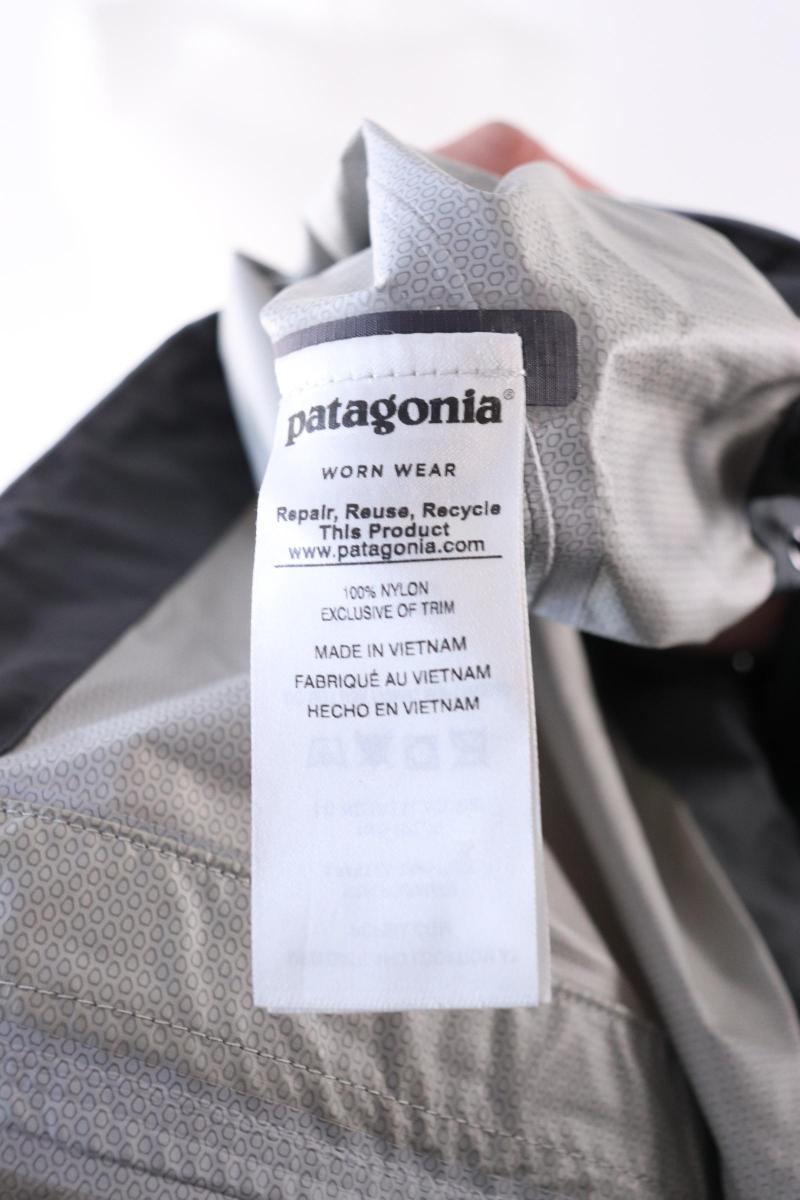 patagonia®
WORN WEAR
Repair, Reuse, Recycle
This Product
www.patagonia.com
100% NYLON
EXCLUSIVE OF TRIM
MADE IN VIETNAM
FABRIQUÉ AU VIETNAM
HECHO EN VIETNAM